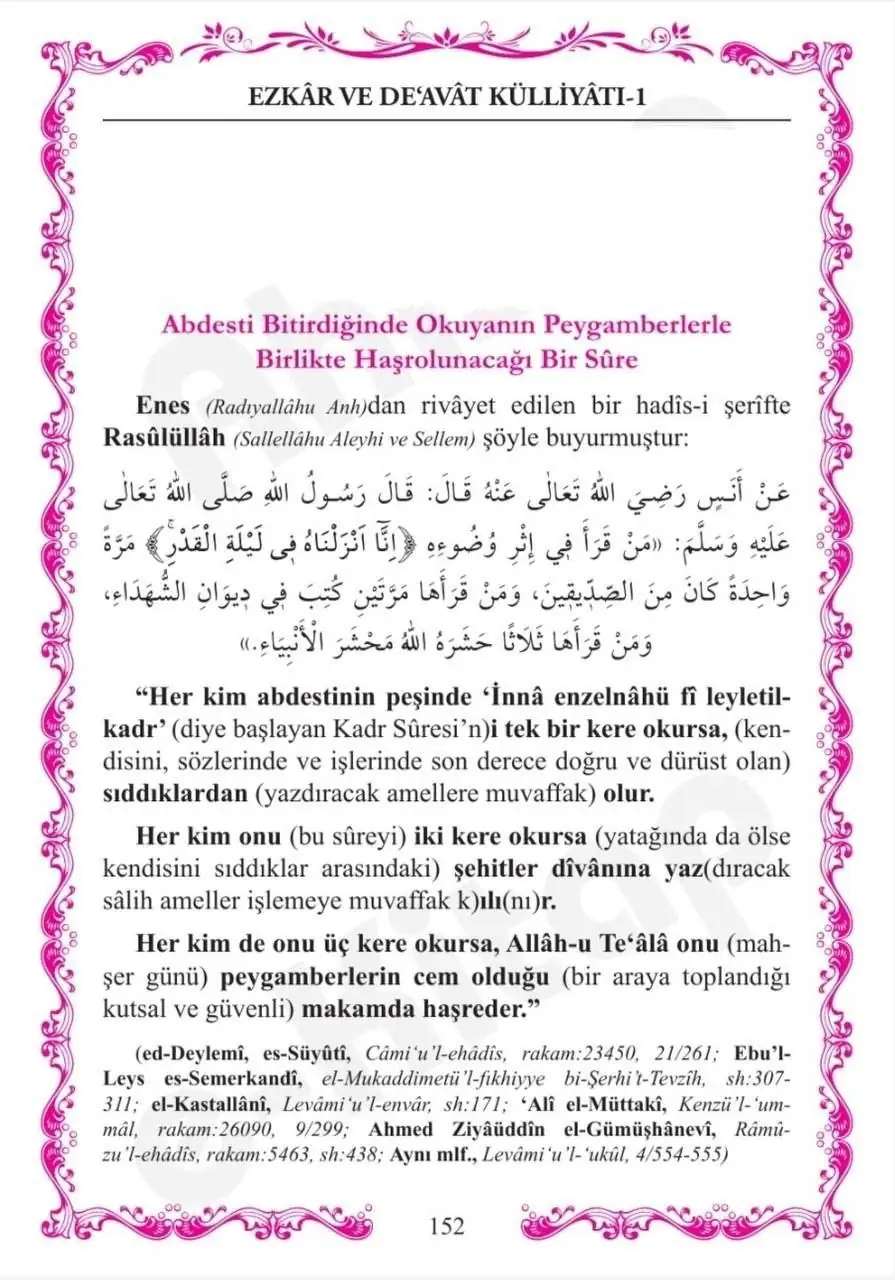 EZKÂR VE DE‘AVÂT KÜLLİYÂTI-1
Abdesti Bitirdiğinde Okuyanın Peygamberlerle
Birlikte Haşrolunacağı Bir Sûre
Enes (Radıyallâhu Anh)dan rivâyet edilen bir hadîs-i şerîfte
Rasûlüllâh (Sallellâhu Aleyhi ve Sellem) şöyle buyurmuştur:
عَنْ أَنَسٍ رَضِيَ اللهُ تَعَالٰى عَنْهُ قَالَ: قَالَ رَسُولُ اللهِ صَلَّى اللهُ تَعَالٰى
عَلَيْهِ وَسَلَّمَ: «مَنْ قَرَأَ فِي إِثْرِ وُضُوءِهِ ﴿اِنَّٓا اَنْزَلْنَاهُ فِي لَيْلَةِ الْقَدْرِۚ﴾ مَرَّةً
وَاحِدَةً كَانَ مِنَ الصِّدِّيقِينَ، وَمَنْ قَرَأَهَا مَرَّتَيْنِ كُتِبَ فِي دِيوَانِ الشُّهَدَاءِ،
وَمَنْ قَرَأَهَا ثَلَاثًا حَشَرَهُ اللهُ مَحْشَرَ الْأَنْبِيَاءِ.»
“Her kim abdestinin peşinde ‘İnnâ enzelnâhü fî leyletil-
kadr’ (diye başlayan Kadr Sûresi’n)i tek bir kere okursa, (ken-
disini, sözlerinde ve işlerinde son derece doğru ve dürüst olan)
sıddıklardan (yazdıracak amellere muvaffak) olur.
Her kim onu (bu sûreyi) iki kere okursa (yatağında da ölse
kendisini sıddıklar arasındaki) şehitler dîvânına yaz(dıracak
sâlih ameller işlemeye muvaffak k)ılı(nı)r.
Her kim de onu üç kere okursa, Allâh-u Te‘âlâ onu (mah-
şer günü) peygamberlerin cem olduğu (bir araya toplandığı
kutsal ve güvenli) makamda haşreder.”
(ed-Deylemî, es-Süyûtî, Câmi‘u’l-ehâdîs, rakam:23450, 21/261; Ebu’l-
Leys es-Semerkandî, el-Mukaddimetü’l-fıkhiyye bi-Şerhi’t-Tevzîh, sh:307-
311; el-Kastallânî, Levâmi‘u’l-envâr, sh:171; ‘Alî el-Müttakî, Kenzü’l-‘um-
mâl, rakam:26090, 9/299; Ahmed Ziyâüddîn el-Gümüşhânevî, Râmû-
zu’l-ehâdîs, rakam:5463, sh:438; Aynı mlf., Levâmi‘u’l-‘ukûl, 4/554-555)
152